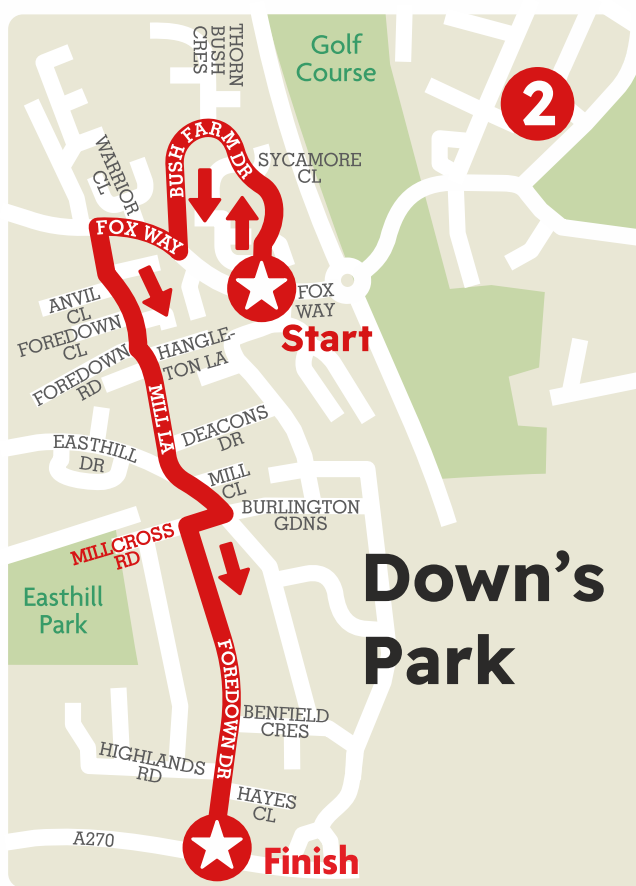 THORN
BUSH
CRES
Golf
Course
2
WARRIOR
CL
BUSH FARM DR
SYCAMORE
CL
FOX WAY
ANVIL
CL
FOX
WAY
Start
FOREDOWN
CL
HANGLE-
TON LA
FOREDOWN
RD
MILL LA
DEACONS
DR
EASTHILL
DR
MILL
CL
BURLINGTON
GDNS
MILLCROSS
RD
Down's
Park
Easthill
Park
FOREDOWN DR
BENFIELD
CRES
HIGHLANDS
RD
HAYES
CL
A270
Finish